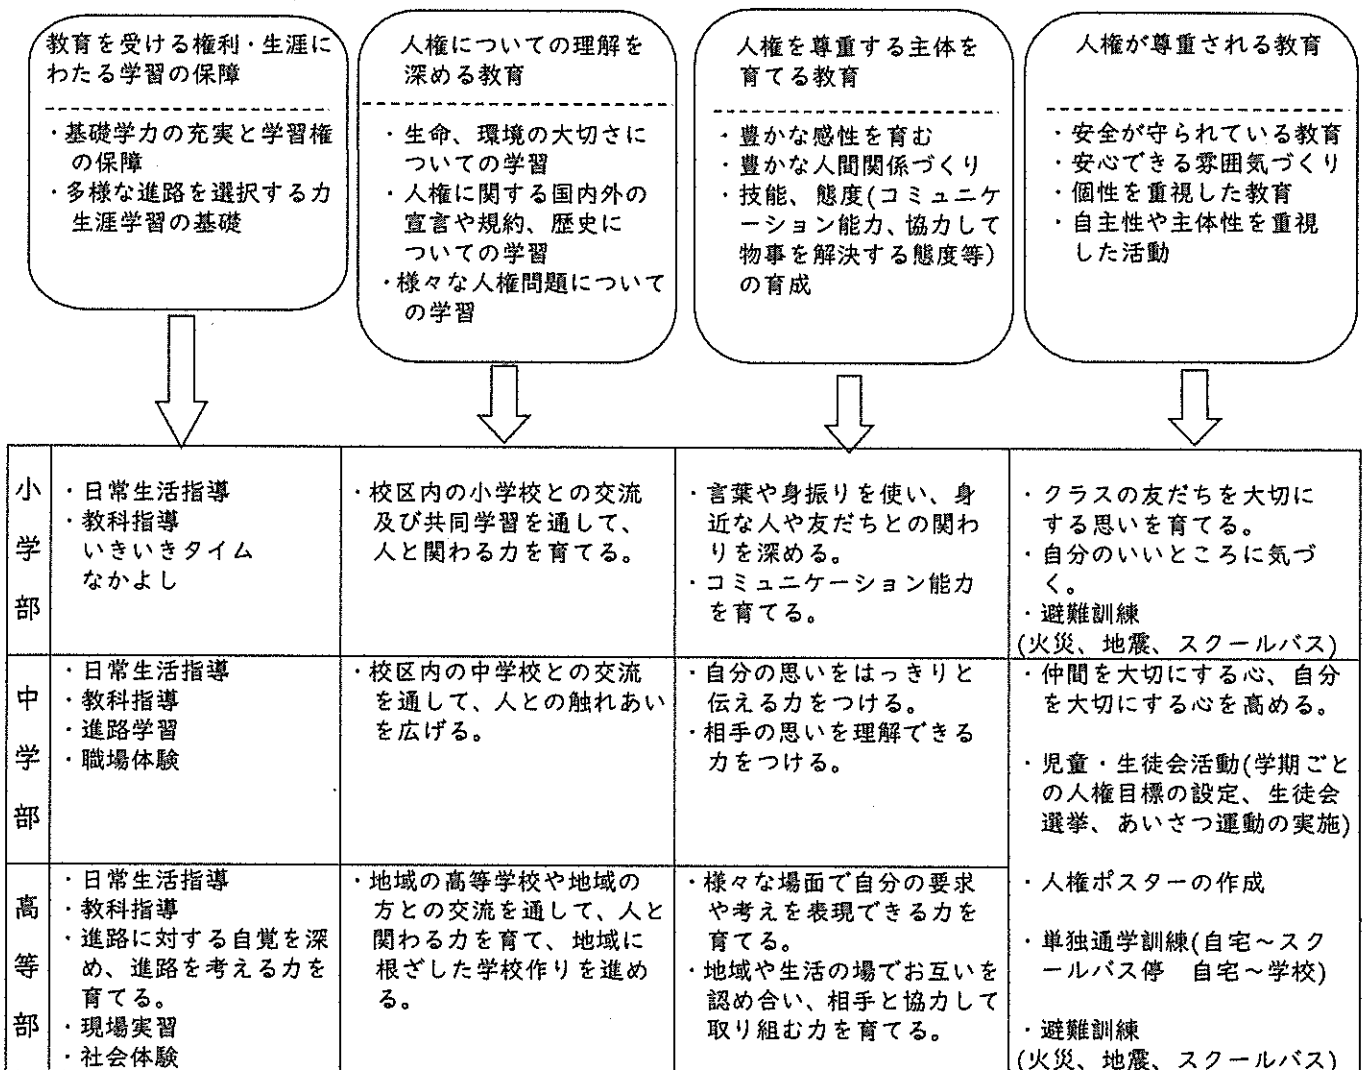 教育を受ける権利・生涯に
わたる学習の保障
・基礎学力の充実と学習権
の保障
・多様な進路を選択する力
生涯学習の基礎
人権についての理解を
深める教育
・生命、環境の大切さに
ついての学習
・人権に関する国内外の
宣言や規約、歴史に
ついての学習
・様々な人権問題について
の学習
人権を尊重する主体を
育てる教育
・豊かな感性を育む
・豊かな人間関係づくり
・技能、態度(コミュニケ
ーション能力、協力して
物事を解決する態度等)
の育成
人権が尊重される教育
・安全が守られている教育
・安心できる雰囲気づくり
・個性を重視した教育
・自主性や主体性を重視
した活動
小学部
・日常生活指導
・教科指導
いきいきタイム
なかよし
・校区内の小学校との交流
及び共同学習を通して、
人と関わる力を育てる。
・言葉や身振りを使い、身
近な人や友だちとの関わ
りを深める。
・コミュニケーション能力
を育てる。
・クラスの友だちを大切に
する思いを育てる。
・自分のいいところに気づ
く。
・避難訓練
(火災、地震、スクールバス)
中学部
・日常生活指導
・教科指導
・進路学習
・職場体験
・校区内の中学校との交流
を通して、人との触れあい
を広げる。
・自分の思いをはっきりと
伝える力をつける。
・相手の思いを理解できる
力をつける。
・仲間を大切にする心、自分
を大切にする心を高める。
・児童・生徒会活動(学期ごと
の人権目標の設定、生徒会
選挙、あいさつ運動の実施)
高等部
・日常生活指導
・教科指導
・進路に対する自覚を深
め、進路を考える力を
育てる。
・現場実習
・社会体験
・地域の高等学校や地域の
方との交流を通して、人と
関わる力を育て、地域に
根ざした学校作りを進め
る。
・様々な場面で自分の要求
や考えを表現できる力を
育てる。
・地域や生活の場でお互いを
認め合い、相手と協力して
取り組む力を育てる。
・人権ポスターの作成
・単独通学訓練(自宅～スク
ールバス停 自宅～学校)
・避難訓練
(火災、地震、スクールバス)